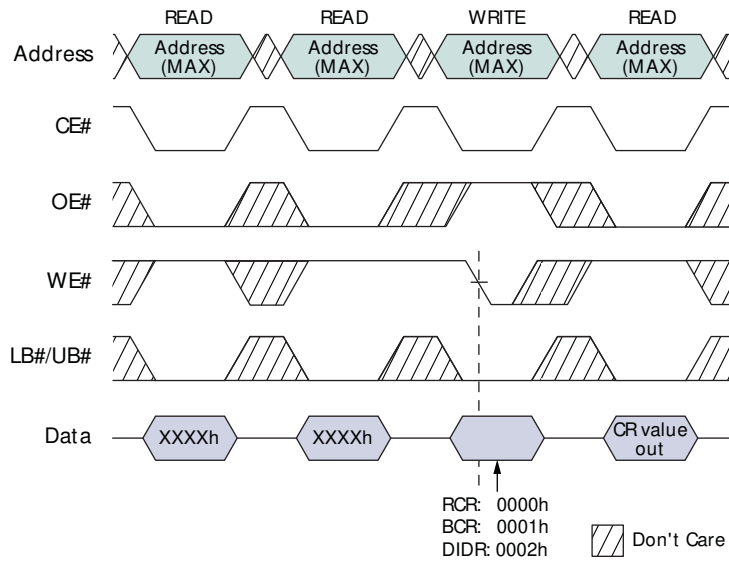 READ READ WRITE READ
Address Address (MAX) Address (MAX) Address (MAX) Address (MAX)
CE#
OE#
WE#
LB#/UB#
Data XXXXh XXXXh CR value out
RCR: 0000h
BCR: 0001h
DIDR: 0002h
Don't Care